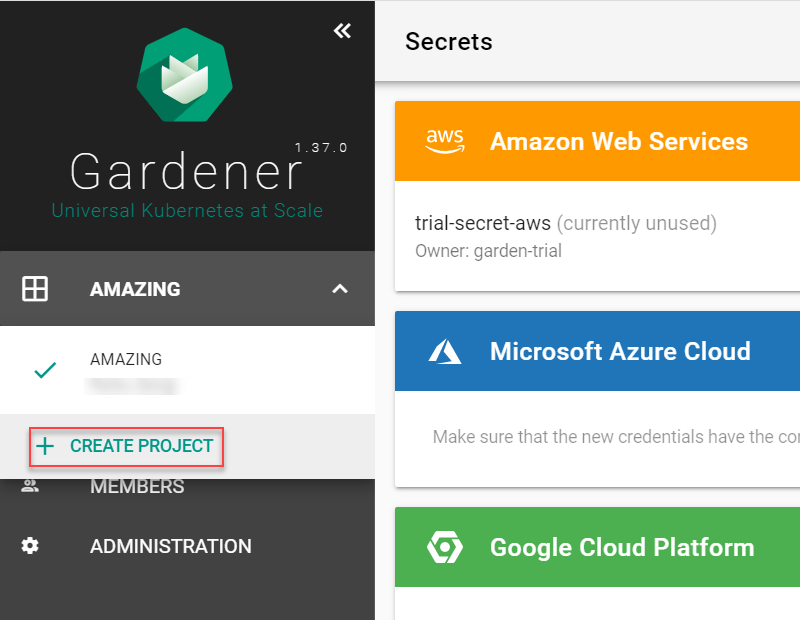 1.37.0
Gardener
Universal Kubernetes at Scale
AMAZING
AMAZING
CREATE PROJECT
MEMBERS
ADMINISTRATION
Secrets
aws Amazon Web Services
trial-secret-aws (currently unused)
Owner: garden-trial
Microsoft Azure Cloud
Make sure that the new credentials have the
Google Cloud Platform